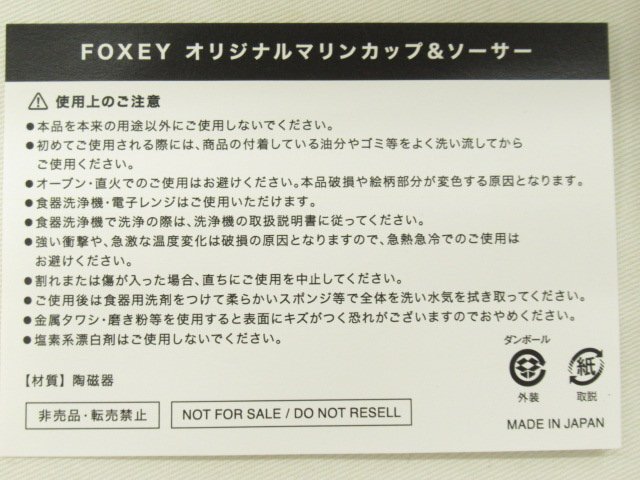 FOXEY オリジナルマリンカップ&ソーサー
使用上のご注意
●本品を本来の用途以外にご使用しないでください。
●初めてご使用される際には、商品の付着している油分やゴミ等をよく洗い流してから
ご使用ください。
●オーブン・直火でのご使用はお避けください。本品破損や絵柄部分が変色する原因となります。
●食器洗浄機・電子レンジはご使用いただけます。
●食器洗浄機で洗浄の際は、洗浄機の取扱説明書に従ってください。
●強い衝撃や、急激な温度変化は破損の原因となりますので、急熱急冷でのご使用は
お避けください。
●割れまたは傷が入った場合、直ちにご使用を中止してください。
●ご使用後は食器用洗剤をつけて柔らかいスポンジ等で全体を洗い水気を拭き取ってください。
●金属タワシ・磨き粉等を使用すると表面にキズがつく恐れがございますのでおやめください。
●塩素系漂白剤はご使用しないでください。
ダンボール
紙
外装
取説
【材質】陶磁器
非売品・転売禁止
NOT FOR SALE / DO NOT RESELL
MADE IN JAPAN